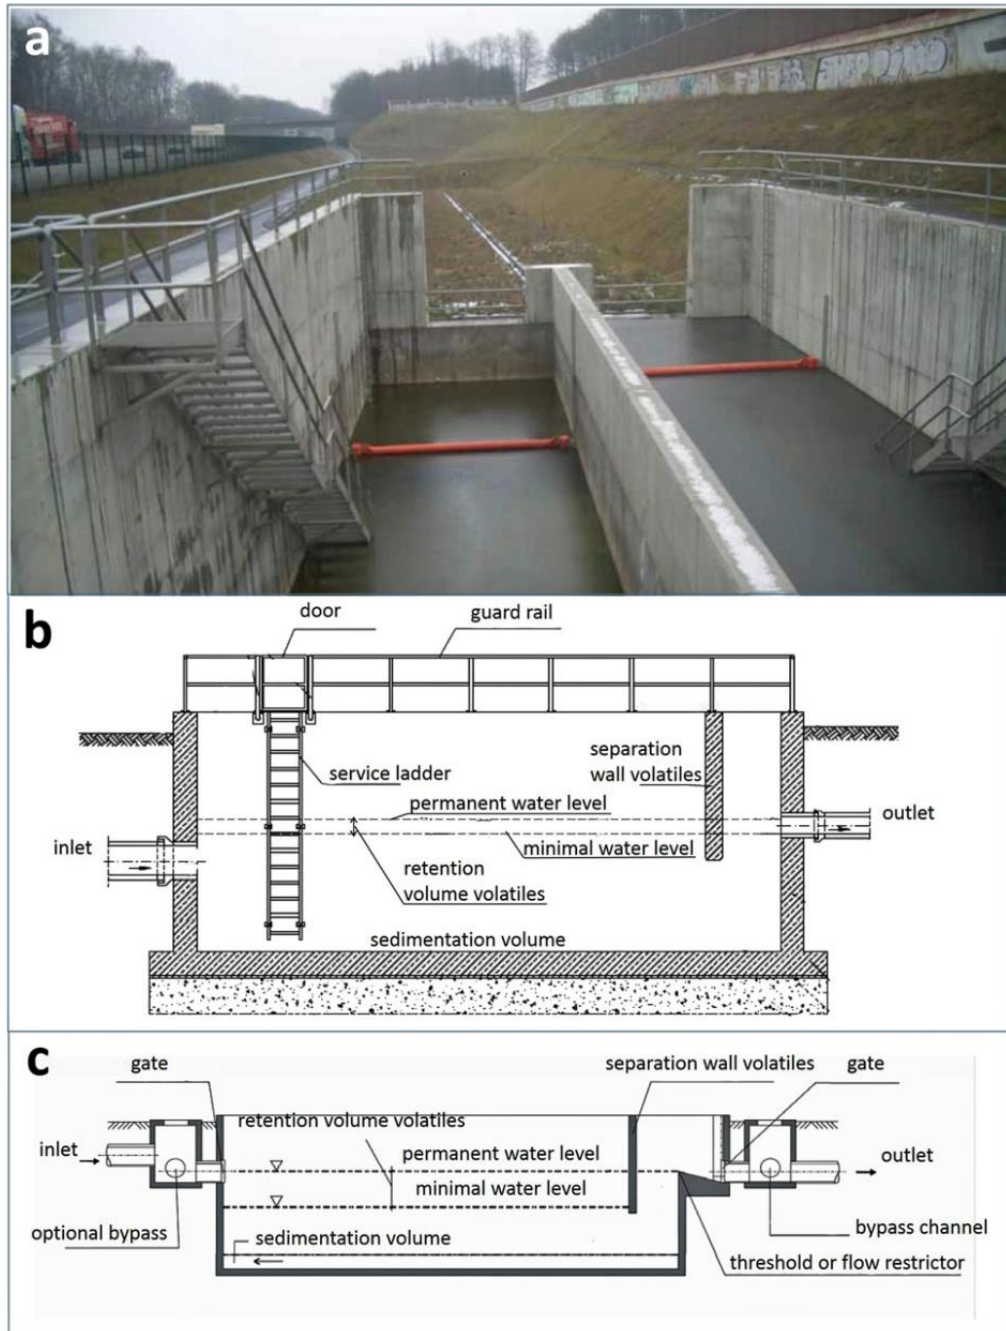 a
b
door
guard rail
separation
wall volatiles
service ladder
permanent water level
outlet
inlet
minimal water level
retention
volume volatiles
sedimentation volume
c
gate
separation wall volatiles
gate
retention volume volatiles
inlet
permanent water level
outlet
minimal water level
optional bypass
sedimentation volume
bypass channel
threshold or flow restrictor